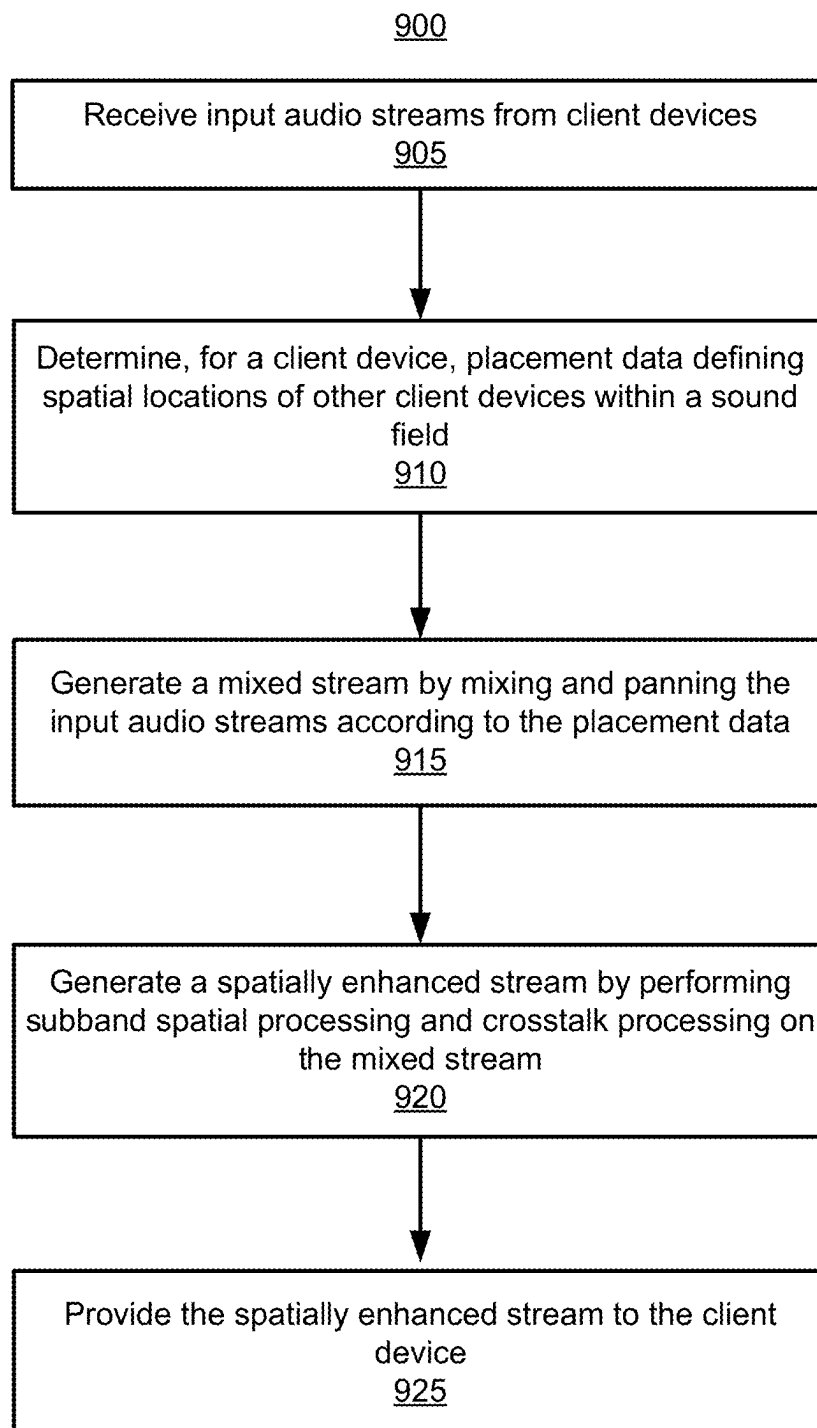 900
Receive input audio streams from client devices
905
Determine, for a client device, placement data defining
spatial locations of other client devices within a sound
field
910
Generate a mixed stream by mixing and panning the
input audio streams according to the placement data
915
Generate a spatially enhanced stream by performing
subband spatial processing and crosstalk processing on
the mixed stream
920
Provide the spatially enhanced stream to the client
device
925